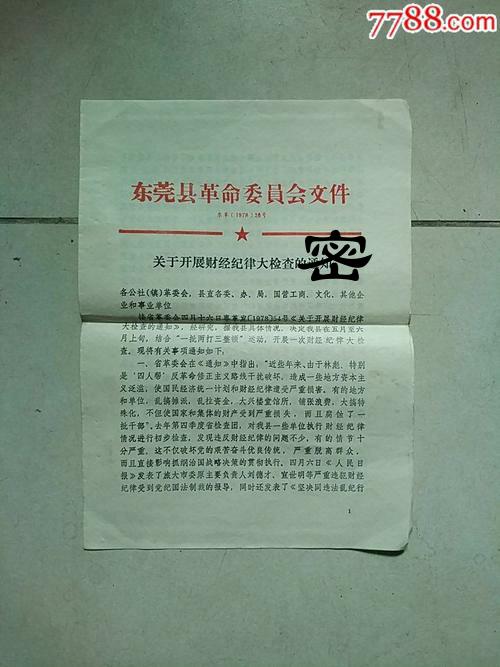 7788.com
东莞县革命委員会文件
东革〔1978〕28号
密
关于开展财经纪律大检查的通知
各公社(镇)革委会,县直各委、办、局,国营工商、文化、其他企
业和事业单位
接省革委会四月十六日粤革发〔1978〕54号《关于开展财经纪律
大检查的通知》,经研究,据我县具体情况,决定我县在五月至六
月上旬,结合“一批两打三整顿”运动,开展一次财经纪律大检
查。现将有关事项通知如下:
一、省革委会在《通知》中指出,“近些年来、由于林彪、特别
是‘四人帮’反革命修正主义路线干扰破坏,造成一些地方资本主
义泛滥,使国民经济统一计划和财经纪律遭受严重损害。有的地方
和单位,乱搞摊派,乱拉资金,大兴楼堂馆所,铺张浪费,大搞特
殊化,不但使国家和集体的财产受到严重损失,而且腐蚀了一
批干部”。去年第四季度省检查团,对我县一些单位执行财经纪律
情况进行初步检查,发现违反财经纪律的问题不少,有的情节十
分严重。这不仅破坏党的艰苦奋斗优良传统,严重脱离群众,
而且直接影响抓纲治国战略决策的贯彻执行。四月六日《人民日
报》发表了旅大市委原主要负责人刘德才、宣世明等严重违犯财经
纪律受到党纪国法制裁的报导,同时还发表了《坚决同违法乱纪行
1